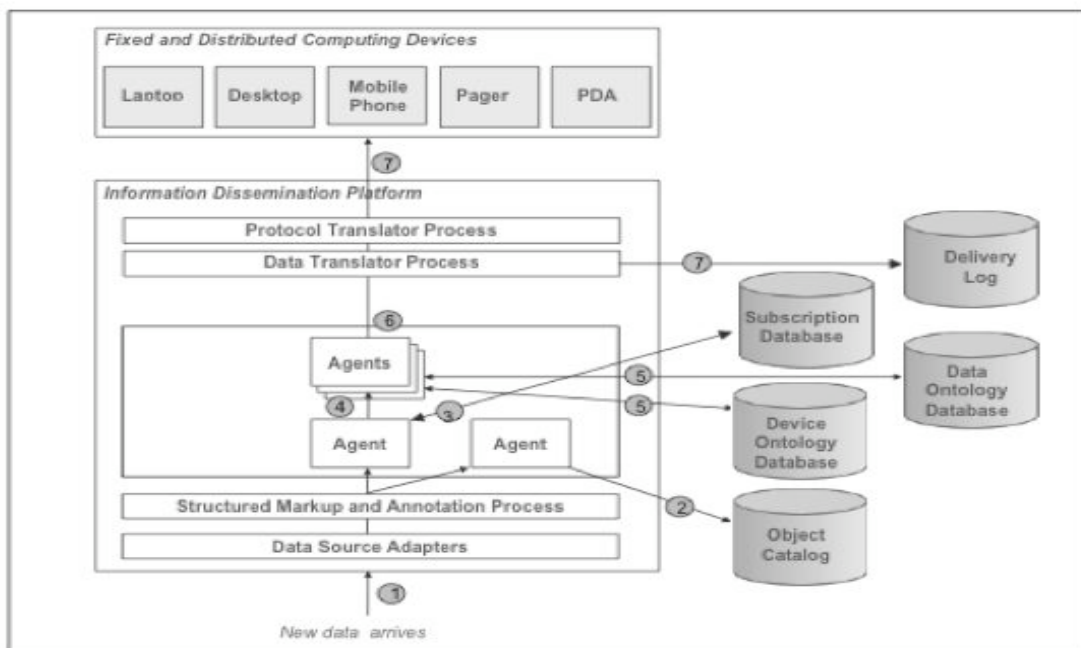 Fixed and Distributed Computing Devices
Laptop
Desktop
Mobile
Phone
Pager
PDA
7
Information Dissemination Platform
Protocol Translator Process
Data Translator Process
7
Delivery
Log
Subscription
Database
6
Agents
5
Data
Ontology
Database
4
3
5
Device
Ontology
Database
Agent
Agent
Structured Markup and Annotation Process
2
Object
Catalog
Data Source Adapters
1
New data arrives